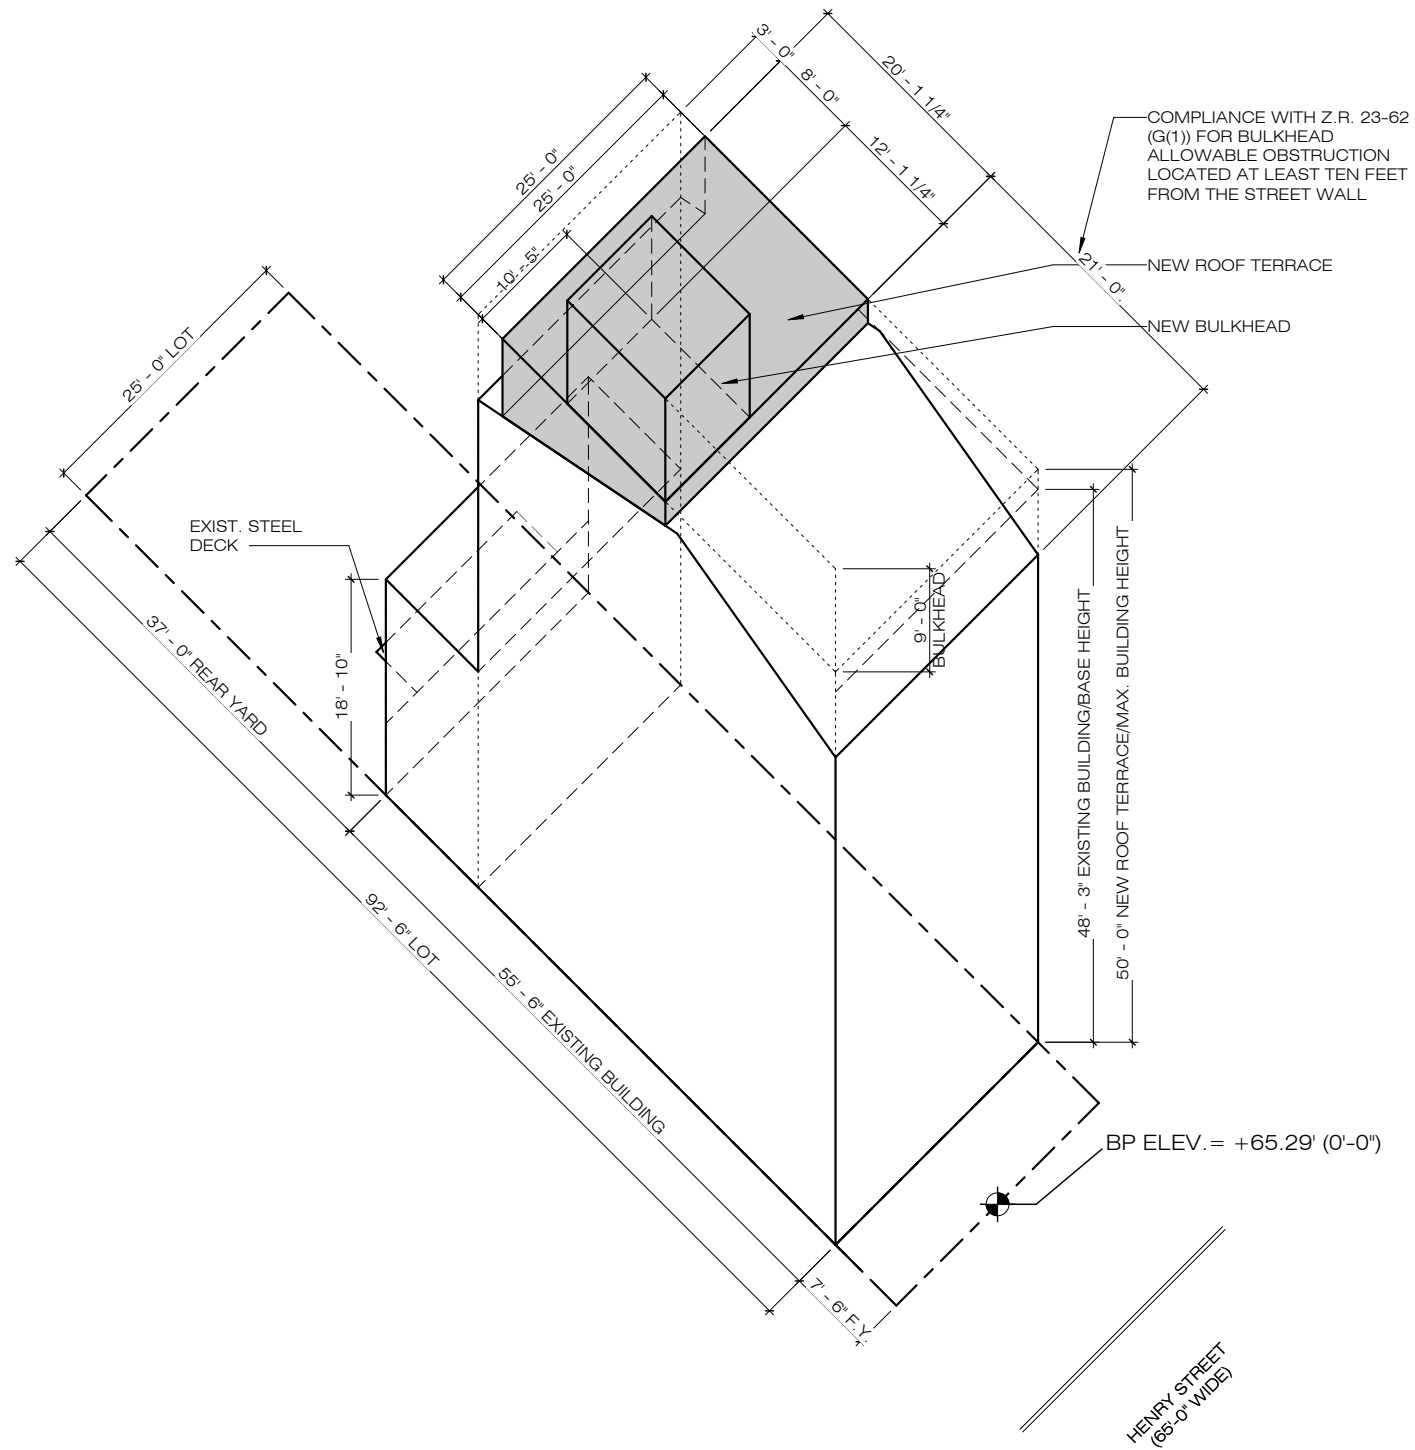 3' - 0"
8' - 0"
20' - 1 1/4"
12' - 1 1/4"
25' - 0"
25' - 0"
10' - 5"
21' - 0"
COMPLIANCE WITH Z.R. 23-62
(G(1)) FOR BULKHEAD
ALLOWABLE OBSTRUCTION
LOCATED AT LEAST TEN FEET
FROM THE STREET WALL
NEW ROOF TERRACE
NEW BULKHEAD
25' - 0" LOT
EXIST. STEEL
DECK
18' - 10"
37' - 0" REAR YARD
9' - 0"
BULKHEAD
48' - 3" EXISTING BUILDING/BASE HEIGHT
50' - 0" NEW ROOF TERRACE/MAX. BUILDING HEIGHT
92' - 6" LOT
55' - 6" EXISTING BUILDING
7' - 6" F.Y.
BP ELEV.= +65.29' (0'-0")
HENRY STREET
(65'-0" WIDE)